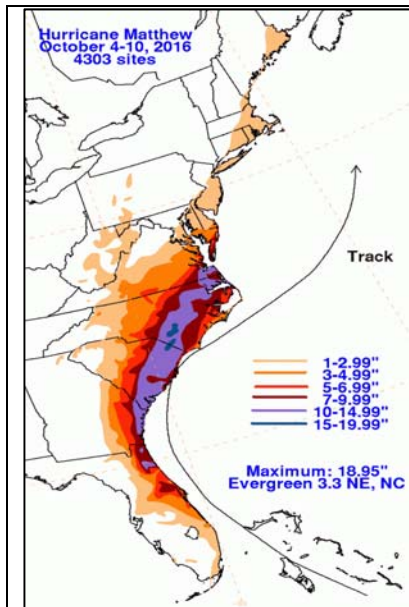 Hurricane Matthew
October 4-10, 2016
4303 sites
Track
1-2.99"
3-4.99"
5-6.99"
7-9.99"
10-14.99"
15-19.99"
Maximum: 18.95"
Evergreen 3.3 NE, NC